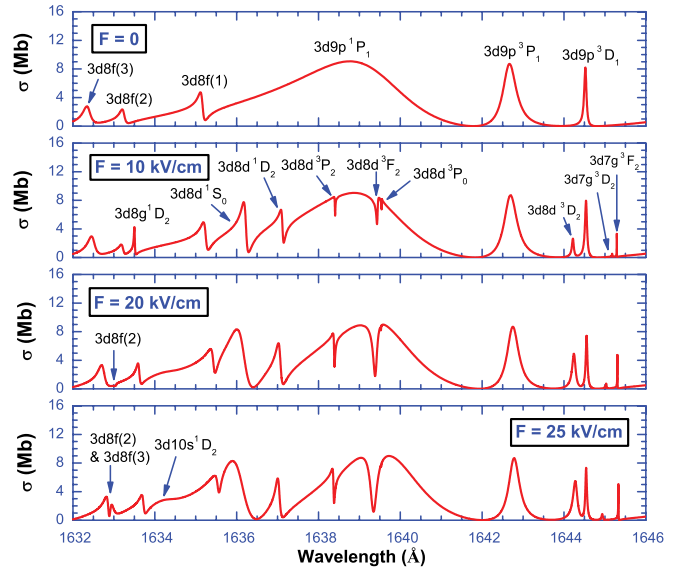 F = 0
3d9p ¹P₁
3d9p ³P₁
3d9p ³D₁
3d8f(3)
3d8f(2)
3d8f(1)
σ (Mb)
16
12
8
4
0
F = 10 kV/cm
3d8g ¹D₂
3d8d ¹S₀
3d8d ¹D₂
3d8d ³P₂
3d8d ³F₂
3d8d ³P₀
3d8d ³D₂
3d7g ³D₂
3d7g ³F₂
σ (Mb)
16
12
8
4
0
F = 20 kV/cm
3d8f(2)
σ (Mb)
16
12
8
4
0
F = 25 kV/cm
3d8f(2)
& 3d8f(3)
3d10s ¹D₂
σ (Mb)
16
12
8
4
0
1632 1634 1636 1638 1640 1642 1644 1646
Wavelength (Å)